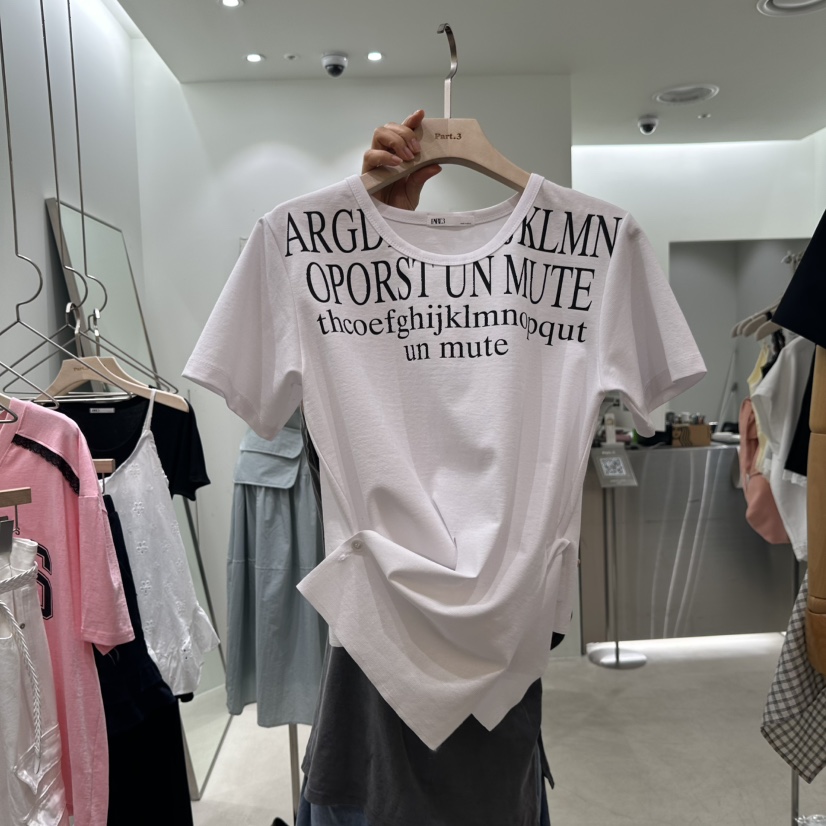 Part.3
ARGD KLMN
OPORST UN MUTE
thcoefghijklmnopqut
un mute